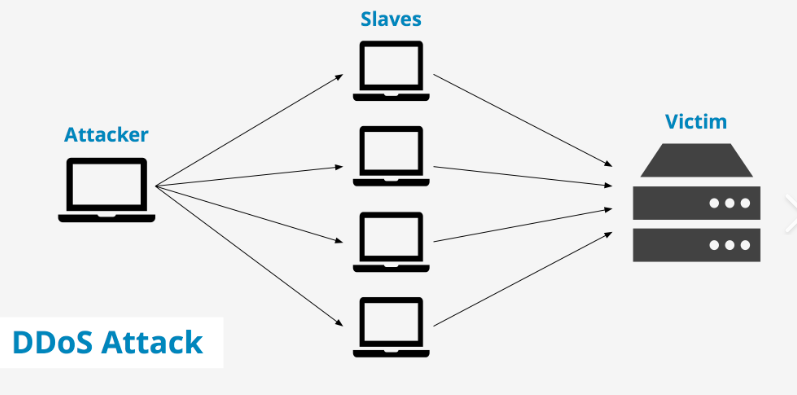 Slaves
Attacker
Victim
DDoS Attack